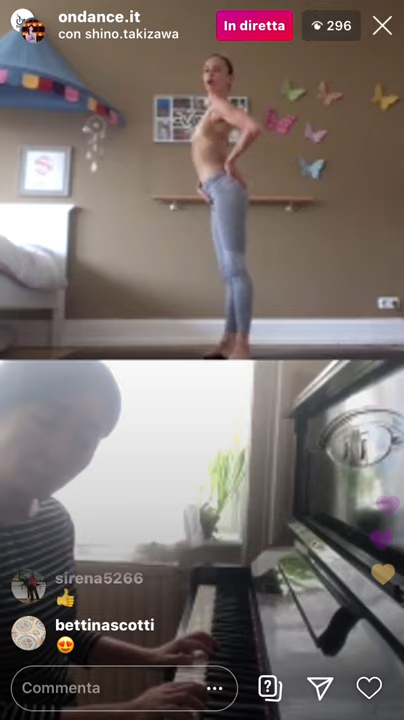 ondance.it
con shino.takizawa
In diretta
296
sirena5266
👍
bettinascotti
😍
Commenta